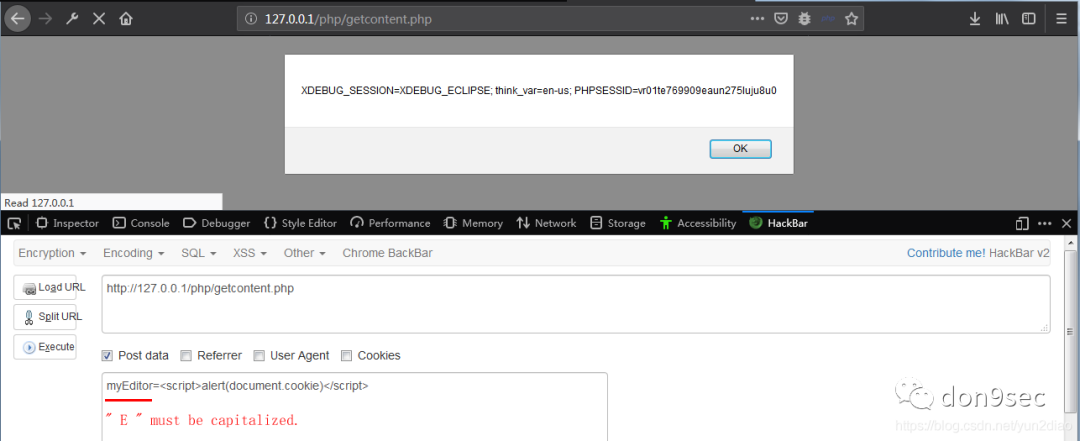 127.0.0.1/php/getcontent.php
XDEBUG_SESSION=XDEBUG_ECLIPSE; think_var=en-us; PHPSESSID=vr01te769909eaun275luju8u0
OK
Read 127.0.0.1
Inspector Console Debugger Style Editor Performance Memory Network Storage Accessibility HackBar
Encryption Encoding SQL XSS Other Chrome BackBar Contribute me! HackBar v2
Load URL
http://127.0.0.1/php/getcontent.php
Split URL
Execute
Post data Referrer User Agent Cookies
myEditor=<script>alert(document.cookie)</script>
" E " must be capitalized.
don9sec
https://blog.csdn.net/yun2diao